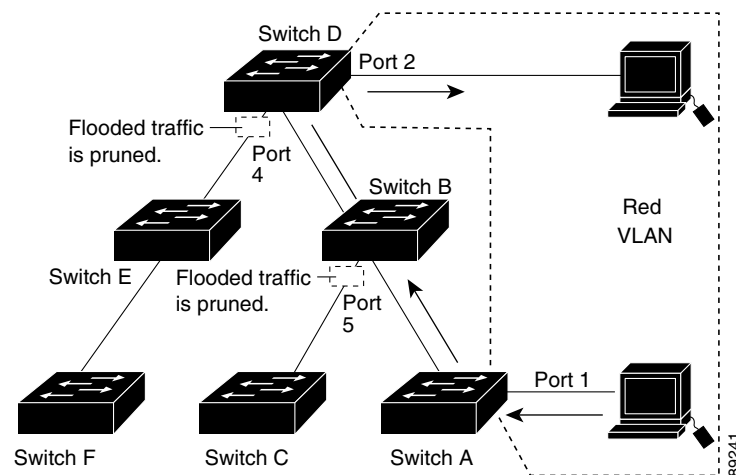 Switch D
Port 2
Flooded traffic
is pruned.
Port
4
Switch B
Red
VLAN
Switch E
Flooded traffic
is pruned.
Port
5
Port 1
Switch F
Switch C
Switch A
89241